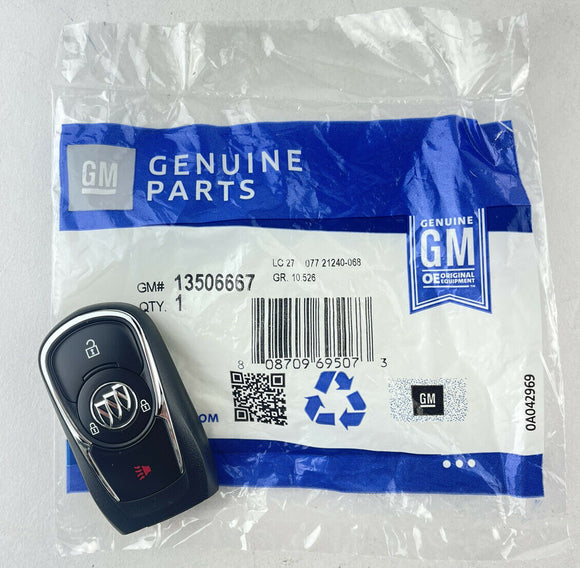 GM
GENUINE
PARTS
GENUINE
GM
OE ORIGINAL
EQUIPMENT
LC 27 077 21240-068
GM# 13506667
GR. 10.526
QTY. 1
8 08709 69507 3
GM
.COM
0A042969